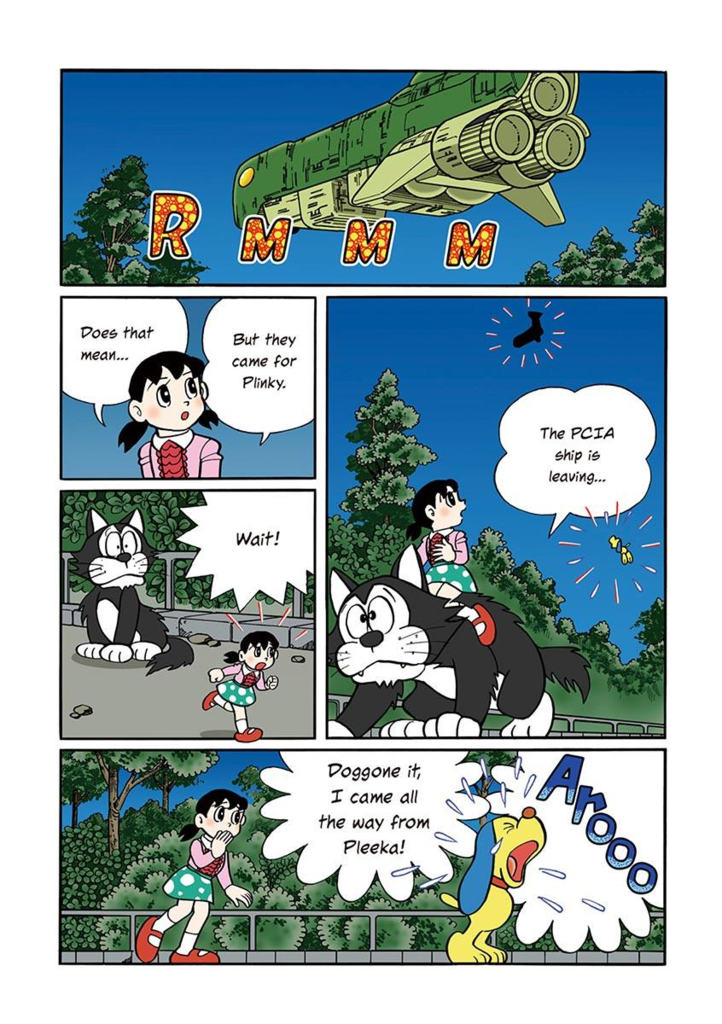 RMMM
The PCIA
ship is
leaving...
But they
came for
Plinky.
Does that
mean...
Wait!
Arooo
Doggone it,
I came all
the way from
Pleeka!